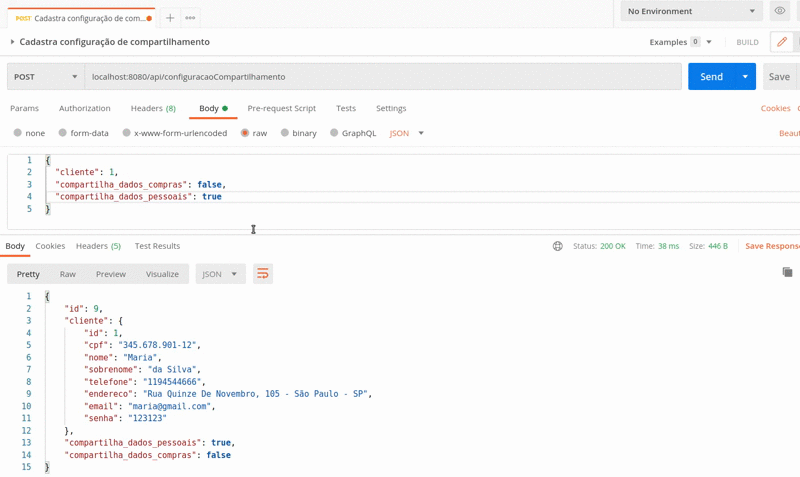 POST Cadastra configuração de com... + ••• No Environment
Cadastra configuração de compartilhamento Examples 0 BUILD
POST localhost:8080/api/configuracaoCompartilhamento Send Save
Params Authorization Headers (8) Body Pre-request Script Tests Settings Cookies
none form-data x-www-form-urlencoded raw binary GraphQL JSON Beau
1 {
2 "cliente": 1,
3 "compartilha_dados_compras": false,
4 "compartilha_dados_pessoais": true
5 }
Body Cookies Headers (5) Test Results Status: 200 OK Time: 38 ms Size: 446 B Save Respons
Pretty Raw Preview Visualize JSON
1 {
2 "id": 9,
3 "cliente": {
4 "id": 1,
5 "cpf": "345.678.901-12",
6 "nome": "Maria",
7 "sobrenome": "da Silva",
8 "telefone": "1194544666",
9 "endereco": "Rua Quinze De Novembro, 105 - São Paulo - SP",
10 "email": "maria@gmail.com",
11 "senha": "123123"
12 },
13 "compartilha_dados_pessoais": true,
14 "compartilha_dados_compras": false
15 }